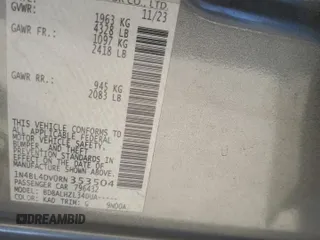 CO., LTD.
GVWR: 11/23
1963 KG
4328 LB
GAWR FR.: 1097 KG
2418 LB
GAWR RR.: 945 KG
2083 LB
THIS VEHICLE CONFORMS TO
ALL APPLICABLE FEDERAL
MOTOR VEHICLE SAFETY,
BUMPER, AND THEFT
PREVENTION STANDARDS
IN EFFECT ON THE DATE OF
MANUFACTURE SHOWN ABOVE.
1N4BL4DV0RN353504
PASSENGER CAR
COLOR: KAD TRIM: G
DREAMBID